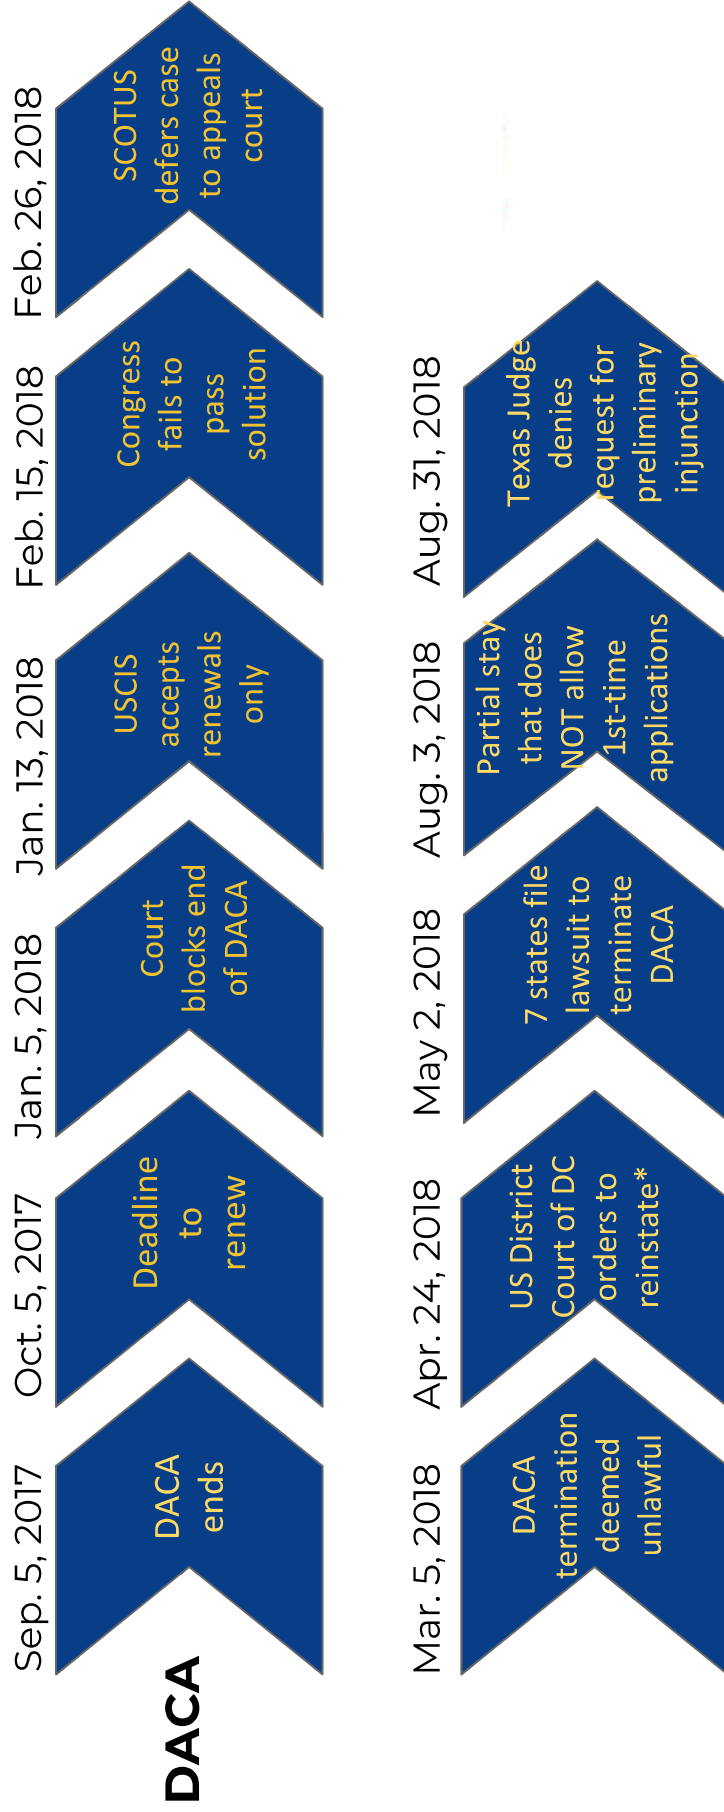 DACA
Sep. 5, 2017
DACA
ends
Oct. 5, 2017
Deadline
to
renew
Jan. 5, 2018
Court
blocks end
of DACA
Jan. 13, 2018
USCIS
accepts
renewals
only
Feb. 15, 2018
Congress
fails to
pass
solution
Feb. 26, 2018
SCOTUS
defers case
to appeals
court
Mar. 5, 2018
DACA
termination
deemed
unlawful
Apr. 24, 2018
US District
Court of DC
orders to
reinstate*
May 2, 2018
7 states file
lawsuit to
terminate
DACA
Aug. 3, 2018
Partial stay
that does
NOT allow
1st-time
applications
Aug. 31, 2018
Texas Judge
denies
request for
preliminary
injunction